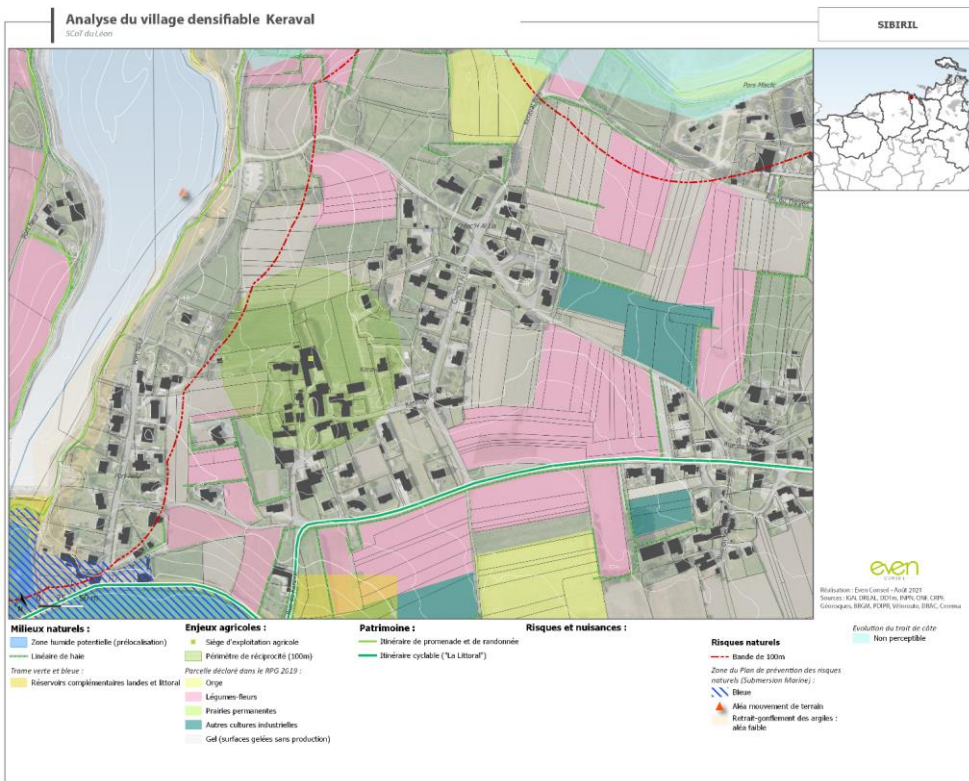 Analyse du village densifiable Keraval
SCoT du Léon
SIBIRIL
even
CONSEIL
Réalisation : Even Conseil - Août 2021
Milieux naturels :
Zone humide potentielle (prélocalisation)
Linéaire de haie
Trame verte et bleue :
Réservoirs complémentaires landes et littoral
Enjeux agricoles :
Siège d'exploitation agricole
Périmètre de réciprocité (100m)
Parcelle déclaré dans le RPG 2019 :
Orge
Légumes-fleurs
Prairies permanentes
Autres cultures industrielles
Gel (surfaces gelées sans production)
Patrimoine :
Itinéraire de promenade et de randonnée
Itinéraire cyclable ("La Littoral")
Risques et nuisances :
Risques naturels
Bande de 100m
Zone du Plan de prévention des risques
naturels (Submersion Marine) :
Bleue
Aléa mouvement de terrain
Retrait-gonflement des argiles :
aléa faible
Evolution du trait de côte
Non perceptible